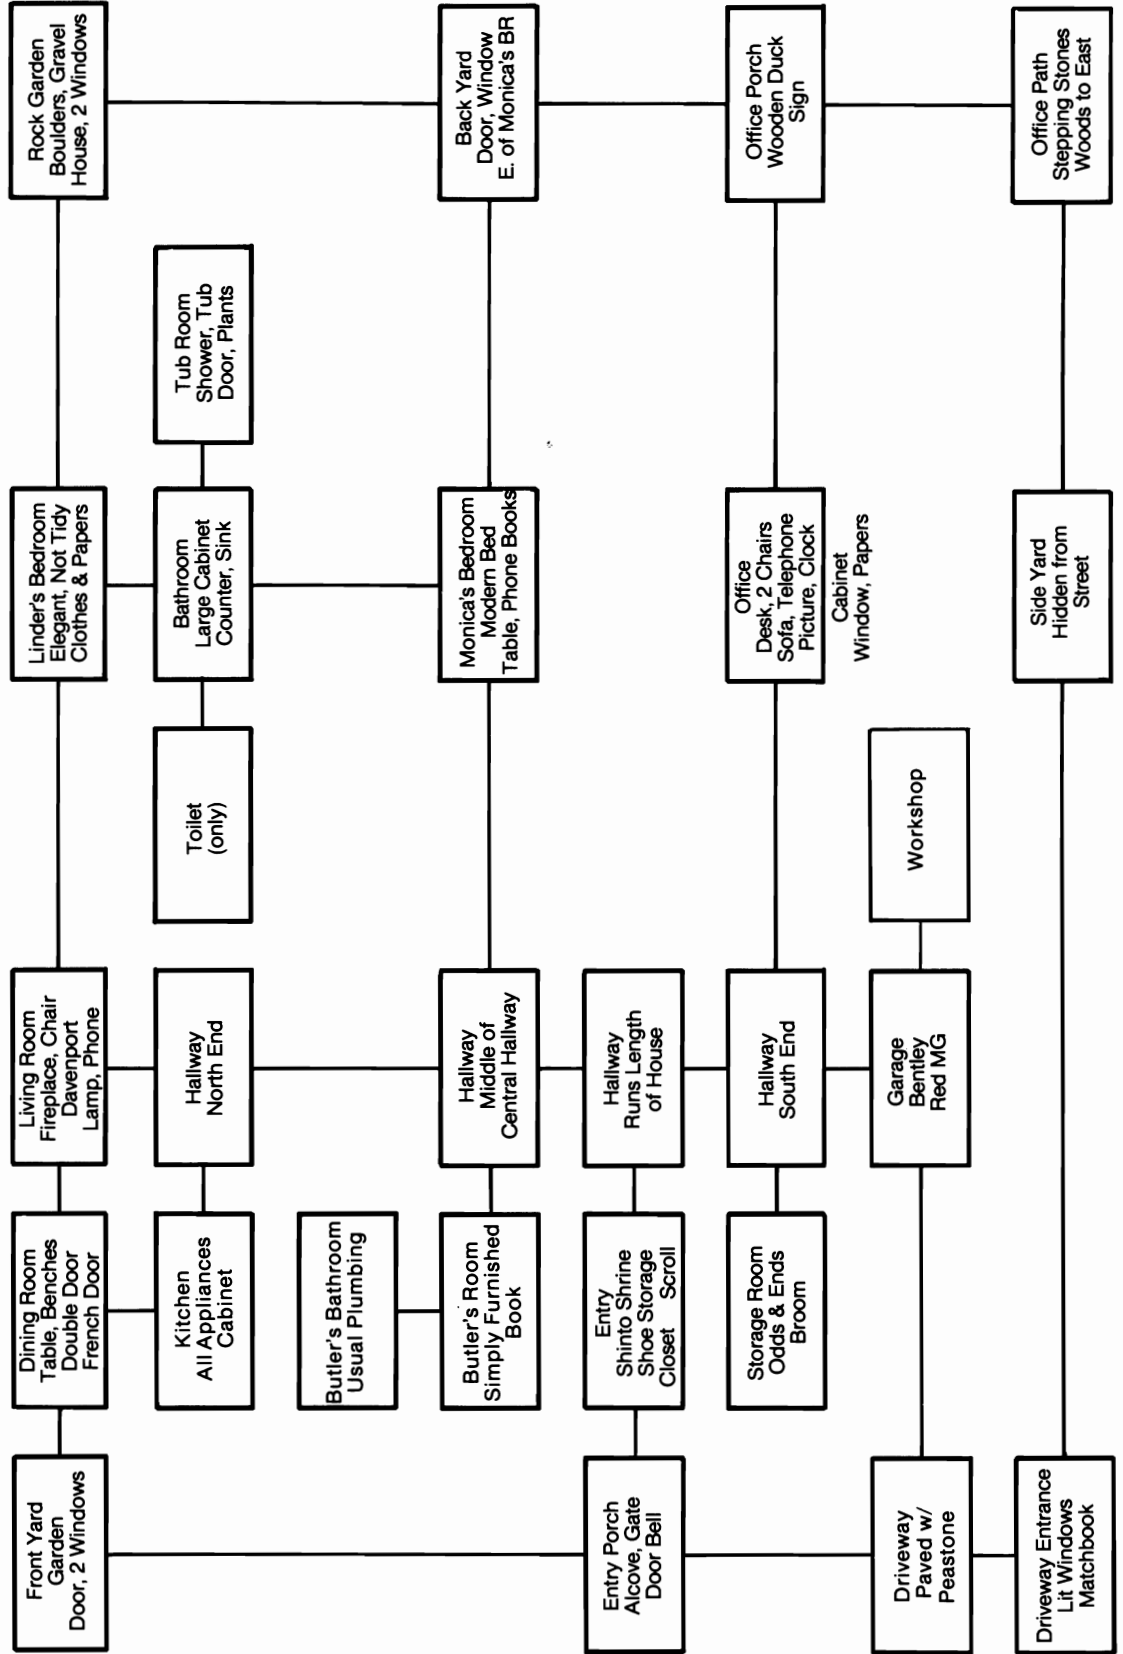 Front Yard
Garden
Door, 2 Windows
Dining Room
Table, Benches
Double Door
French Door
Living Room
Fireplace, Chair
Davenport
Lamp, Phone
Linder's Bedroom
Elegant, Not Tidy
Clothes & Papers
Rock Garden
Boulders, Gravel
House, 2 Windows
Kitchen
All Appliances
Cabinet
Hallway
North End
Toilet
(only)
Bathroom
Large Cabinet
Counter, Sink
Tub Room
Shower, Tub
Door, Plants
Butler's Bathroom
Usual Plumbing
Butler's Room
Simply Furnished
Book
Hallway
Middle of
Central Hallway
Monica's Bedroom
Modern Bed
Table, Phone Books
Back Yard
Door, Window
E. of Monica's BR
Entry Porch
Alcove, Gate
Door Bell
Entry
Shinto Shrine
Shoe Storage
Closet Scroll
Hallway
Runs Length
of House
Storage Room
Odds & Ends
Broom
Hallway
South End
Office
Desk, 2 Chairs
Sofa, Telephone
Picture, Clock
Cabinet
Window, Papers
Office Porch
Wooden Duck
Sign
Driveway
Paved w/
Peastone
Garage
Bentley
Red MG
Workshop
Driveway Entrance
Lit Windows
Matchbook
Side Yard
Hidden from
Street
Office Path
Stepping Stones
Woods to East